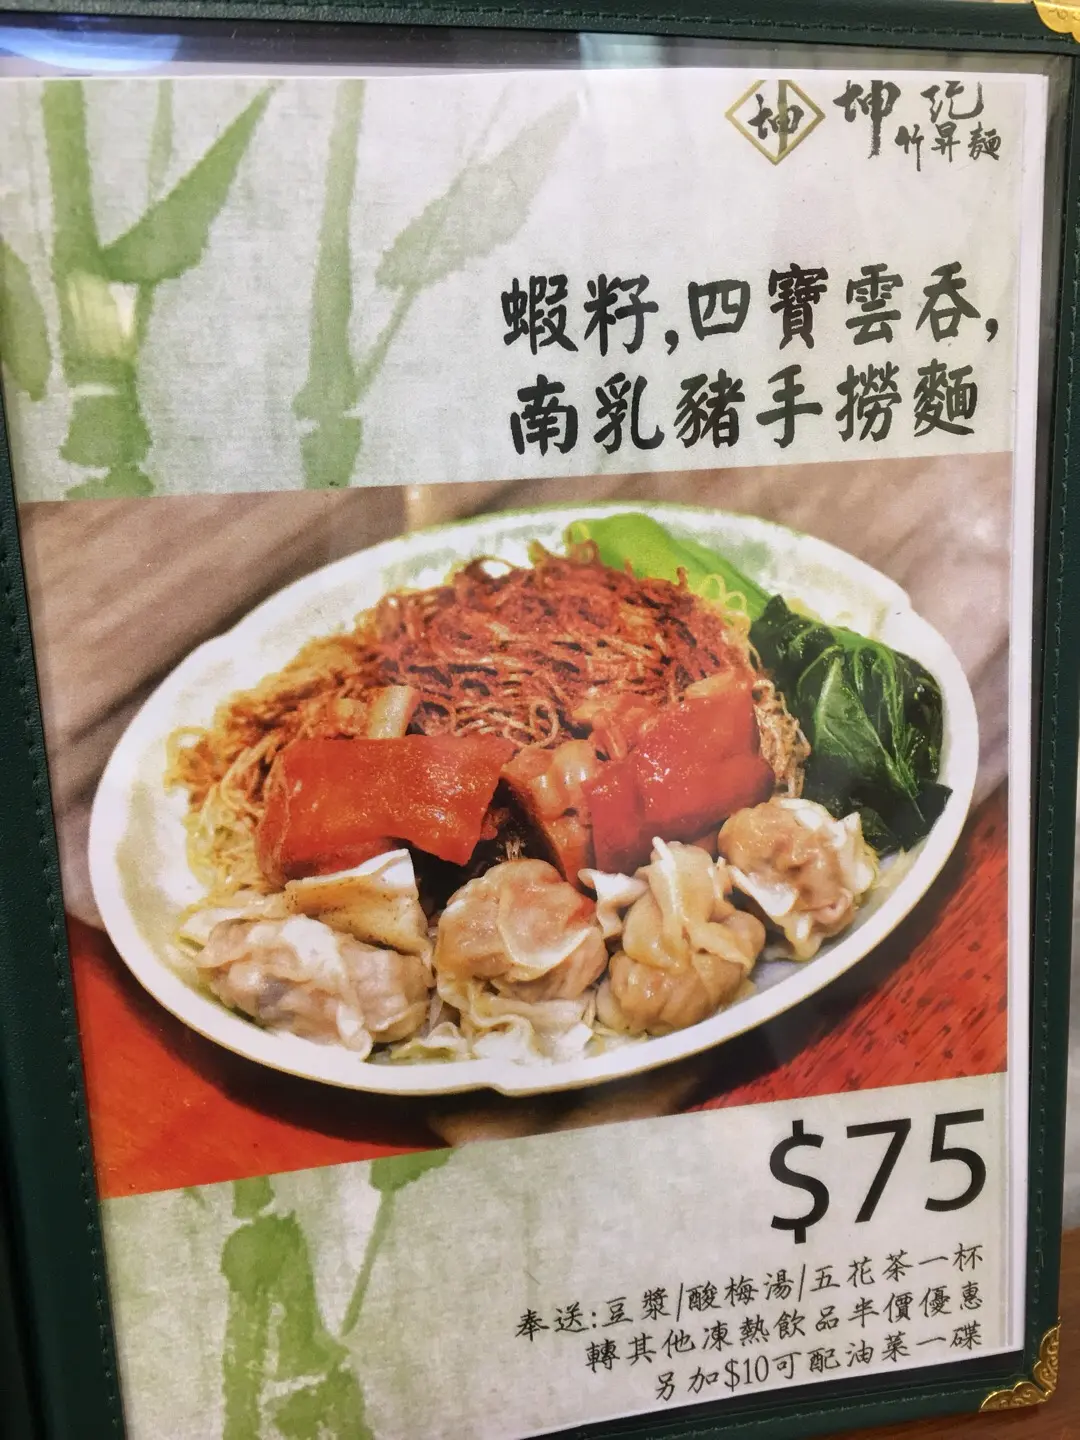 坤 坤記
竹昇麵
蝦籽,四寶雲吞,
南乳豬手撈麵
$75
奉送:豆漿/酸梅湯/五花茶一杯
轉其他凍熱飲品半價優惠
另加$10可配油菜一碟